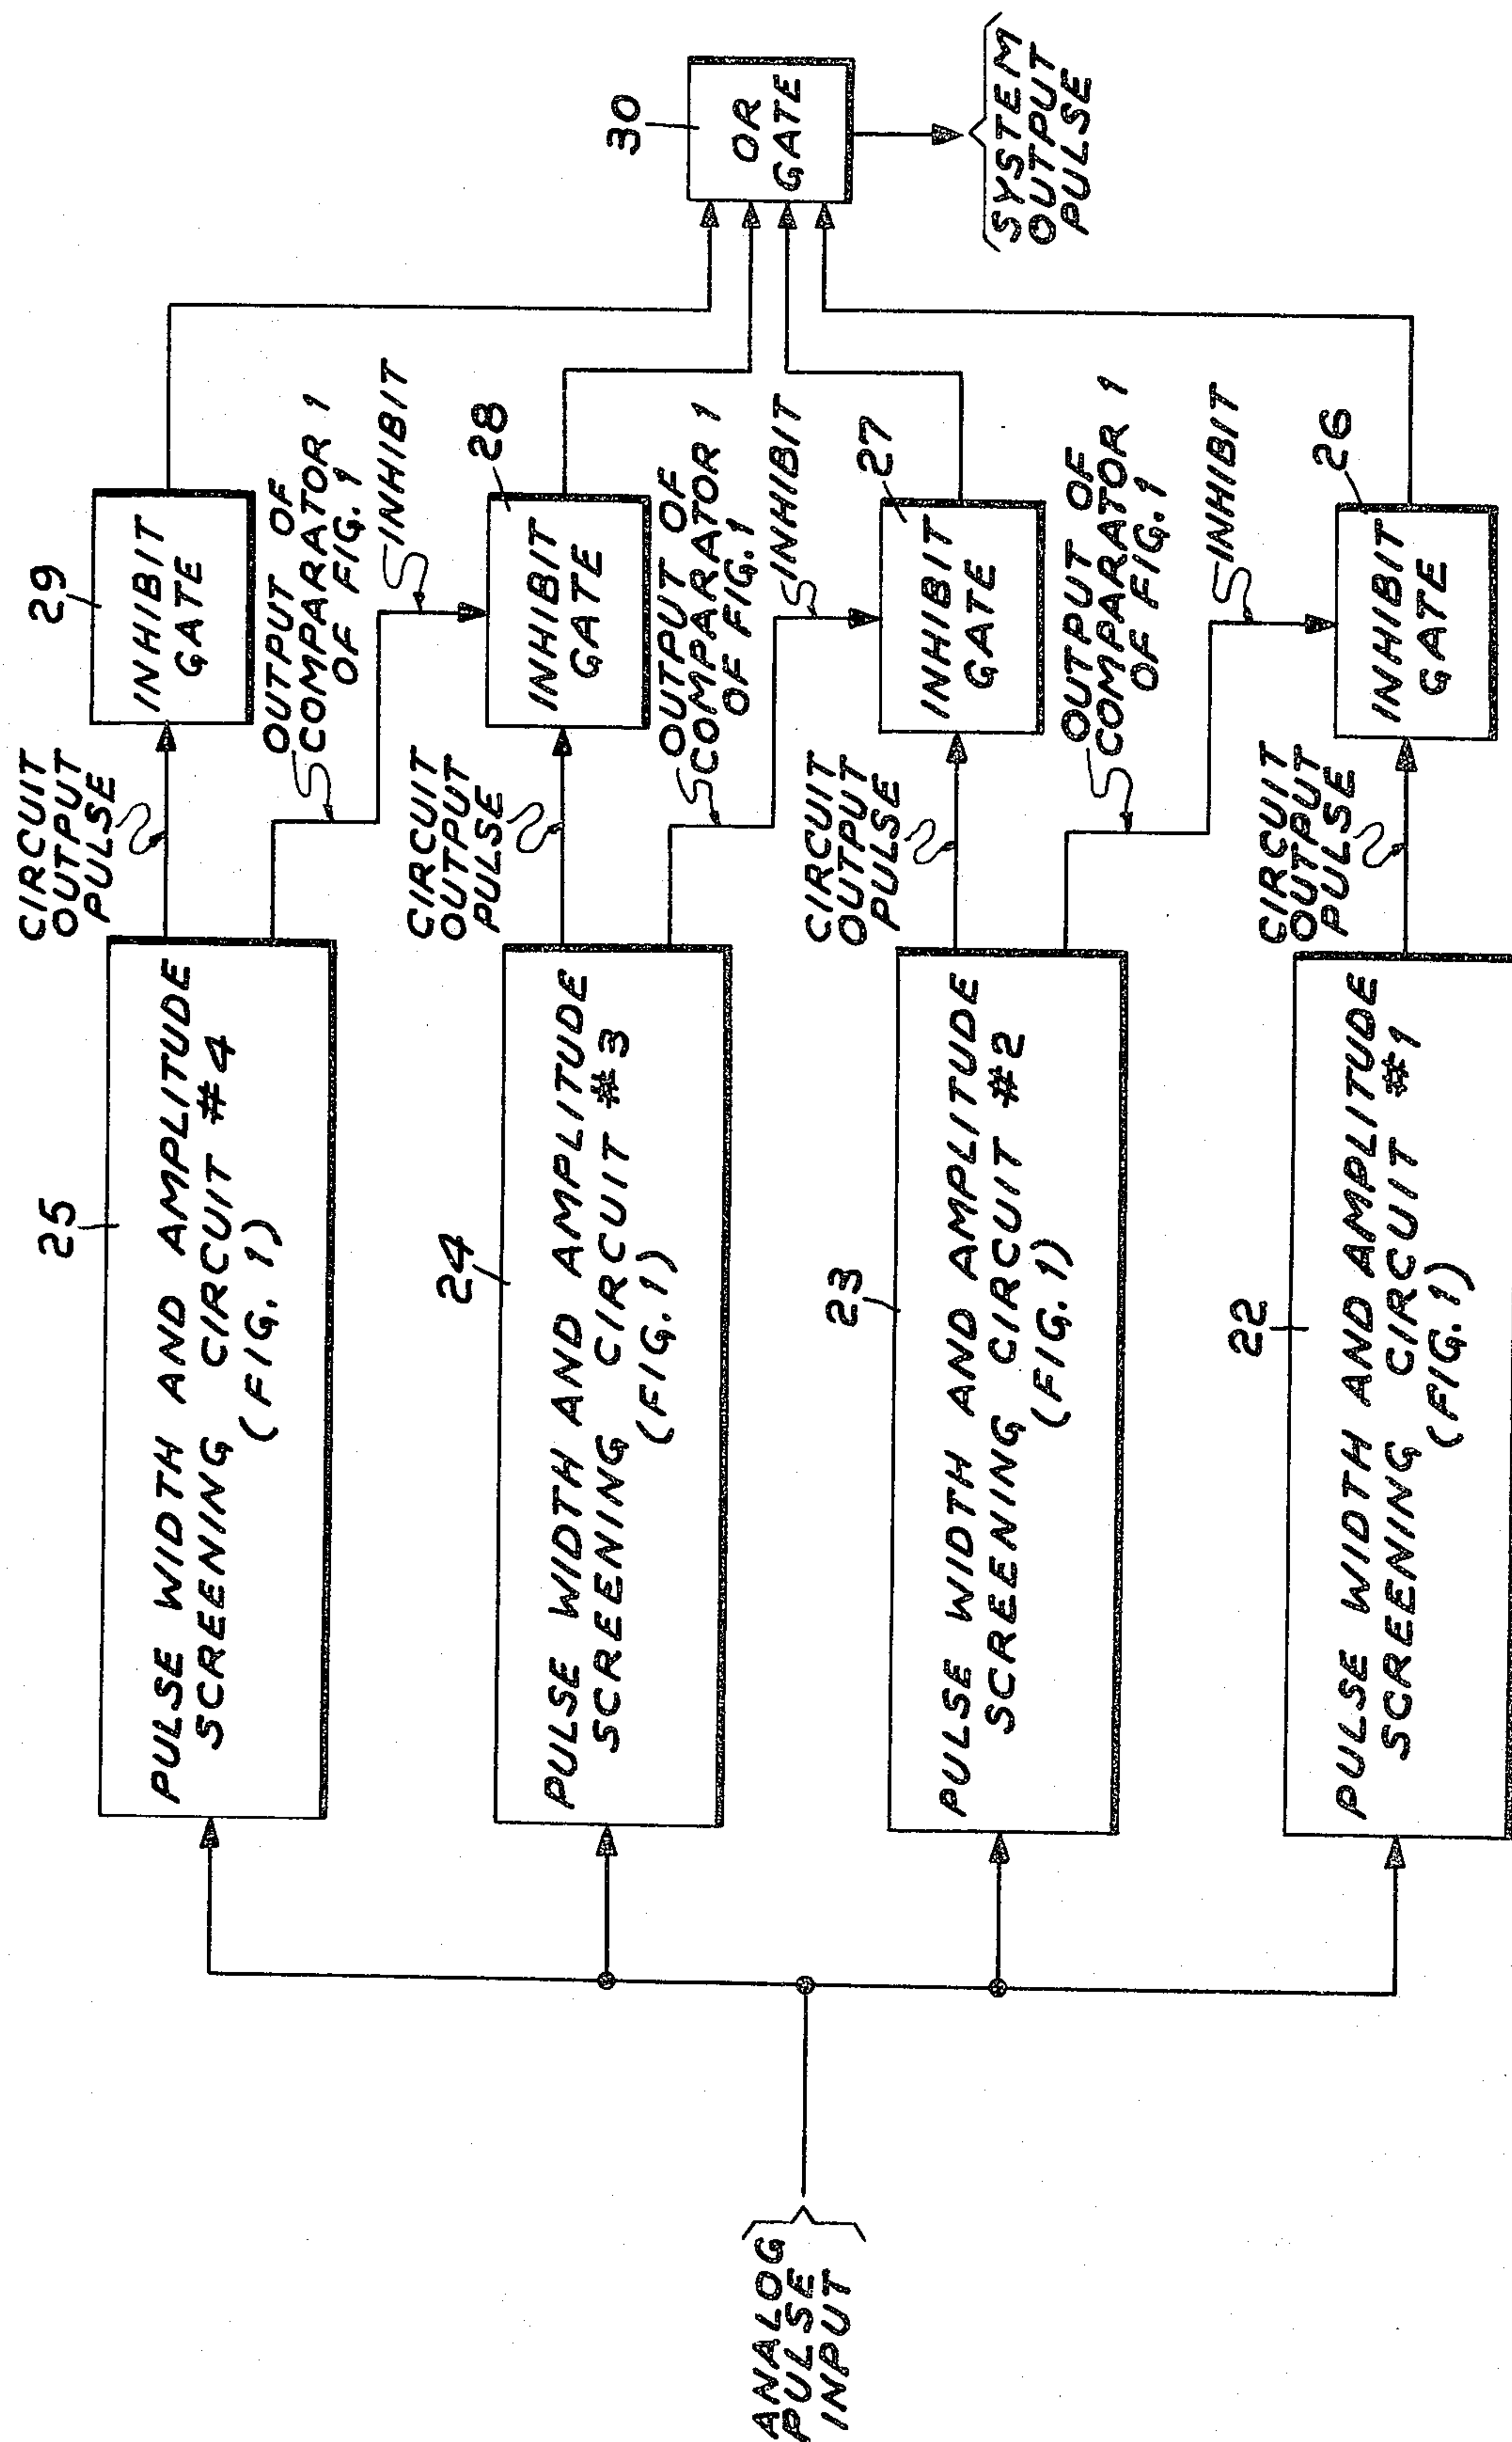 ANALOG
PULSE
INPUT
25
PULSE WIDTH AND AMPLITUDE
SCREENING CIRCUIT #4
(FIG. 1)
CIRCUIT
OUTPUT
PULSE
29
INHIBIT
GATE
OUTPUT OF
COMPARATOR 1
OF FIG. 1
INHIBIT
24
PULSE WIDTH AND AMPLITUDE
SCREENING CIRCUIT #3
(FIG. 1)
CIRCUIT
OUTPUT
PULSE
28
INHIBIT
GATE
OUTPUT OF
COMPARATOR 1
OF FIG. 1
INHIBIT
23
PULSE WIDTH AND AMPLITUDE
SCREENING CIRCUIT #2
(FIG. 1)
CIRCUIT
OUTPUT
PULSE
27
INHIBIT
GATE
OUTPUT OF
COMPARATOR 1
OF FIG. 1
INHIBIT
22
PULSE WIDTH AND AMPLITUDE
SCREENING CIRCUIT #1
(FIG. 1)
CIRCUIT
OUTPUT
PULSE
26
INHIBIT
GATE
30
OR
GATE
SYSTEM
OUTPUT
PULSE